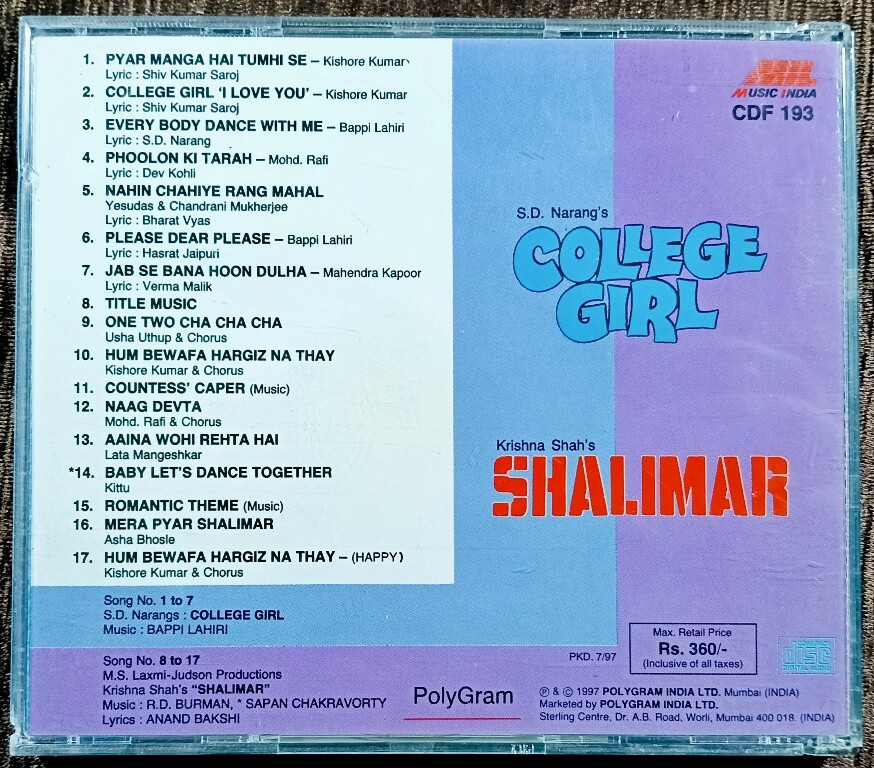 1. PYAR MANGA HAI TUMHI SE – Kishore Kumar
Lyric : Shiv Kumar Saroj
2. COLLEGE GIRL ‘I LOVE YOU’ – Kishore Kumar
Lyric : Shiv Kumar Saroj
3. EVERY BODY DANCE WITH ME – Bappi Lahiri
Lyric : S.D. Narang
4. PHOOLON KI TARAH – Mohd. Rafi
Lyric : Dev Kohli
5. NAHIN CHAHIYE RANG MAHAL
Yesudas & Chandrani Mukherjee
Lyric : Bharat Vyas
6. PLEASE DEAR PLEASE – Bappi Lahiri
Lyric : Hasrat Jaipuri
7. JAB SE BANA HOON DULHA – Mahendra Kapoor
Lyric : Verma Malik
8. TITLE MUSIC
9. ONE TWO CHA CHA CHA
Usha Uthup & Chorus
10. HUM BEWAFA HARGIZ NA THAY
Kishore Kumar & Chorus
11. COUNTESS’ CAPER (Music)
12. NAAG DEVTA
Mohd. Rafi & Chorus
13. AAINA WOHI REHTA HAI
Lata Mangeshkar
*14. BABY LET’S DANCE TOGETHER
Kittu
15. ROMANTIC THEME (Music)
16. MERA PYAR SHALIMAR
Asha Bhosle
17. HUM BEWAFA HARGIZ NA THAY – (HAPPY)
Kishore Kumar & Chorus
MIL
MUSIC INDIA
CDF 193
S.D. Narang’s
COLLEGE
GIRL
Krishna Shah’s
SHALIMAR
Song No. 1 to 7
S.D. Narangs : COLLEGE GIRL
Music : BAPPI LAHIRI
Song No. 8 to 17
M.S. Laxmi-Judson Productions
Krishna Shah’s “SHALIMAR”
Music : R.D. BURMAN, * SAPAN CHAKRAVORTY
Lyrics : ANAND BAKSHI
PolyGram
PKD. 7/97
Max. Retail Price
Rs. 360/-
(Inclusive of all taxes)
COMPACT
disc
DIGITAL AUDIO
℗ & © 1997 POLYGRAM INDIA LTD. Mumbai (INDIA)
Marketed by POLYGRAM INDIA LTD.
Sterling Centre, Dr. A.B. Road, Worli, Mumbai 400 018. (INDIA)